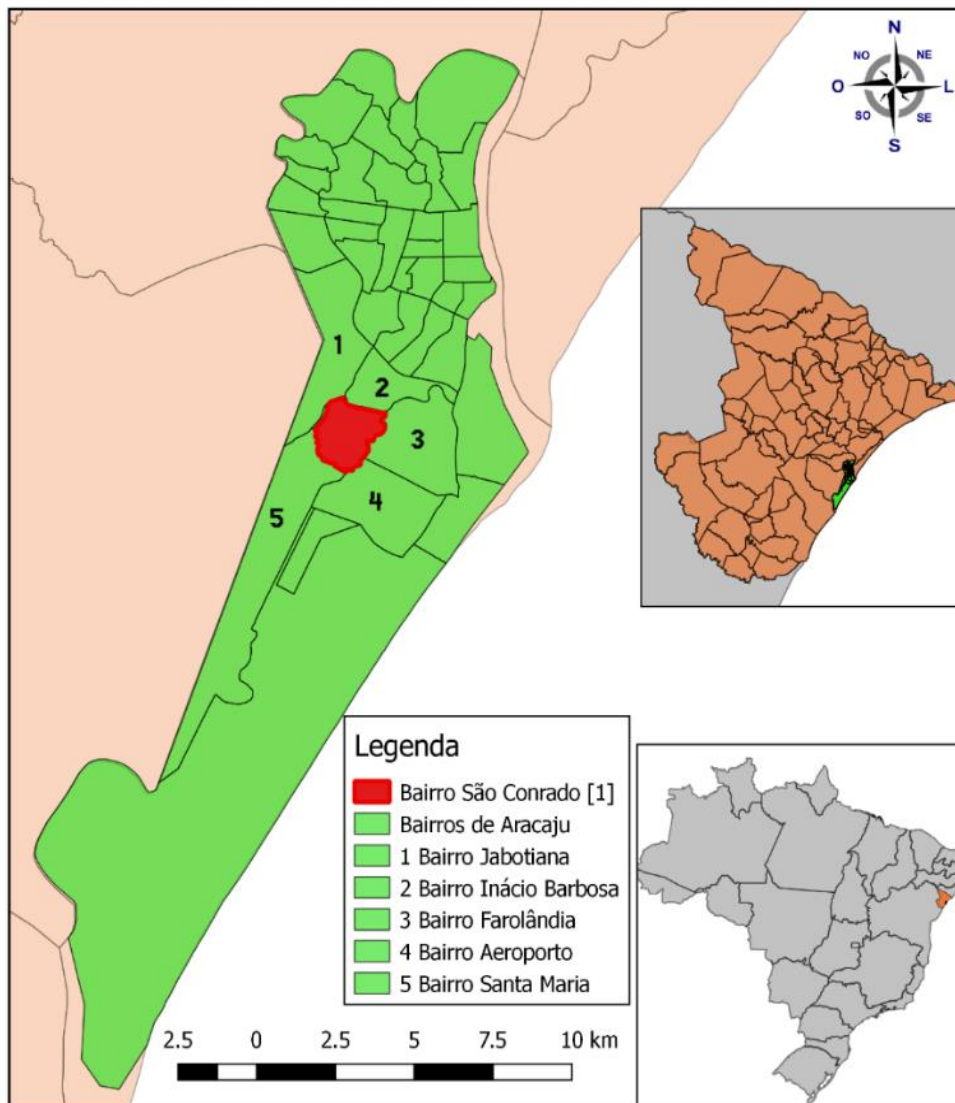 N
NO NE
O L
SO SE
S
1
2
3
4
5
Legenda
Bairro São Conrado [1]
Bairros de Aracaju
1 Bairro Jabotiana
2 Bairro Inácio Barbosa
3 Bairro Farolândia
4 Bairro Aeroporto
5 Bairro Santa Maria
2.5 0 2.5 5 7.5 10 km